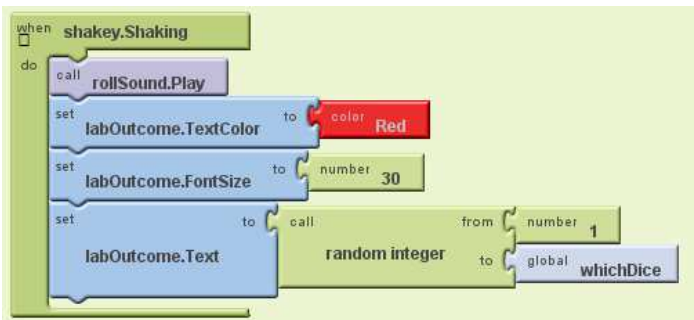 when shakey.Shaking
do
call rollSound.Play
set labOutcome.TextColor to color Red
set labOutcome.FontSize to number 30
set labOutcome.Text to call random integer from number 1
to global whichDice